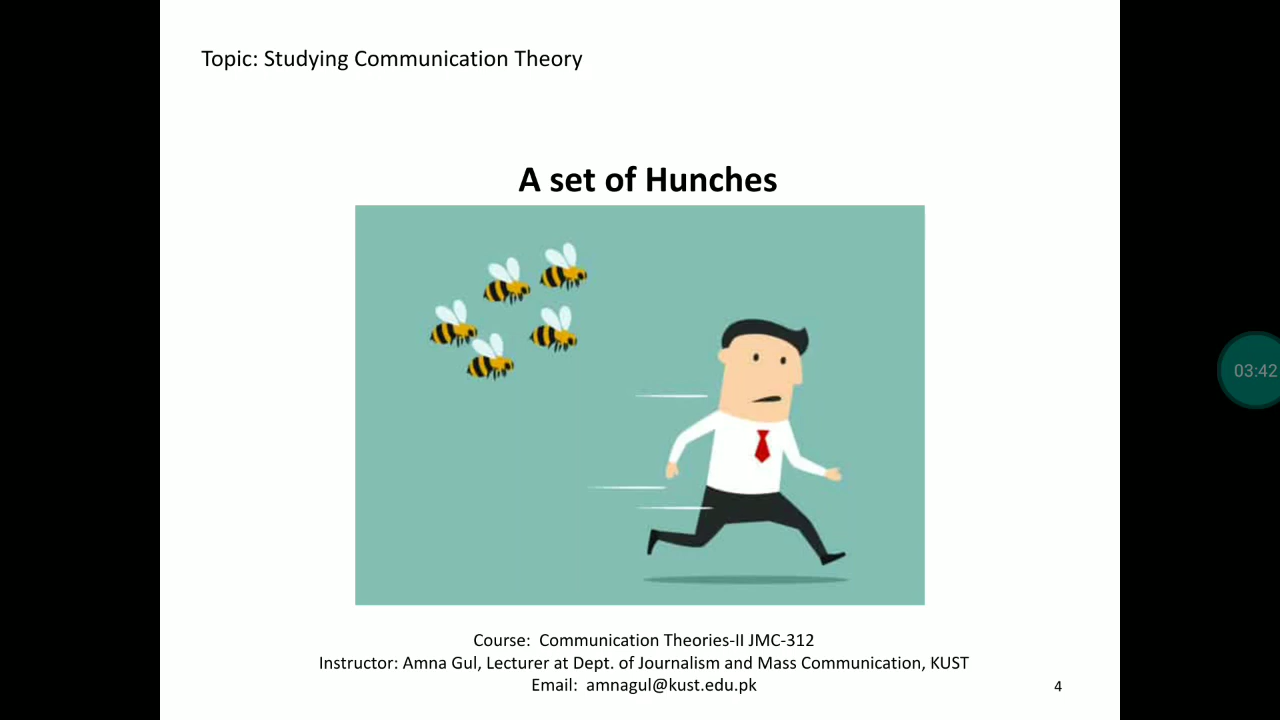 Topic: Studying Communication Theory
A set of Hunches
03:42
Course:  Communication Theories-II JMC-312
Instructor: Amna Gul, Lecturer at Dept. of Journalism and Mass Communication, KUST
Email:  amnagul@kust.edu.pk
4